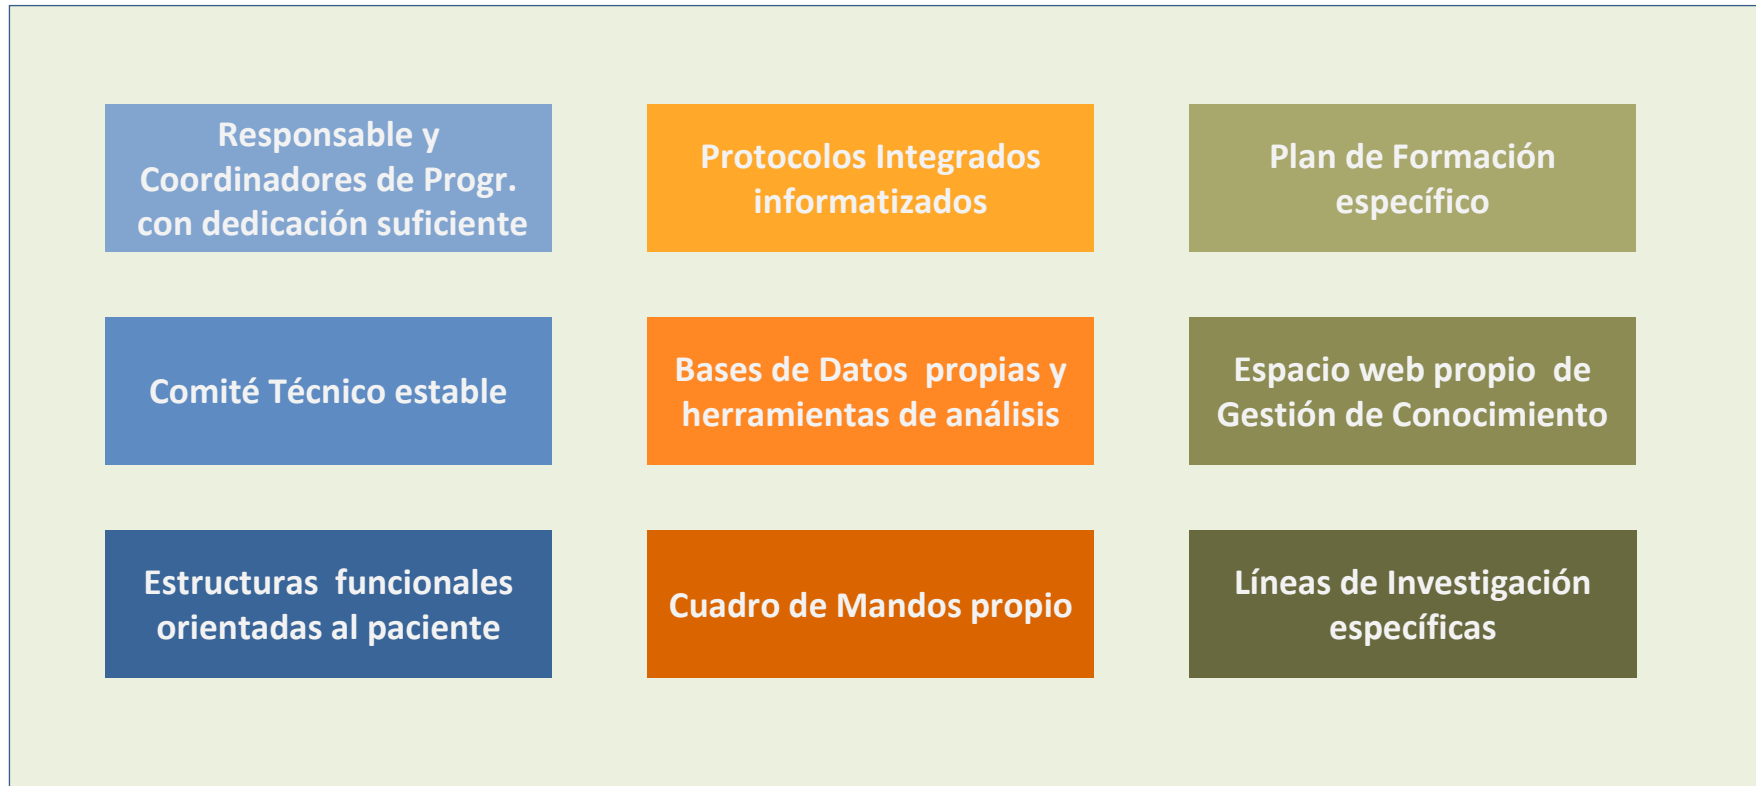 Responsable y
Coordinadores de Progr.
con dedicación suficiente
Protocolos Integrados
informatizados
Plan de Formación
específico
Comité Técnico estable
Bases de Datos  propias y
herramientas de análisis
Espacio web propio  de
Gestión de Conocimiento
Estructuras  funcionales
orientadas al paciente
Cuadro de Mandos propio
Líneas de Investigación
específicas